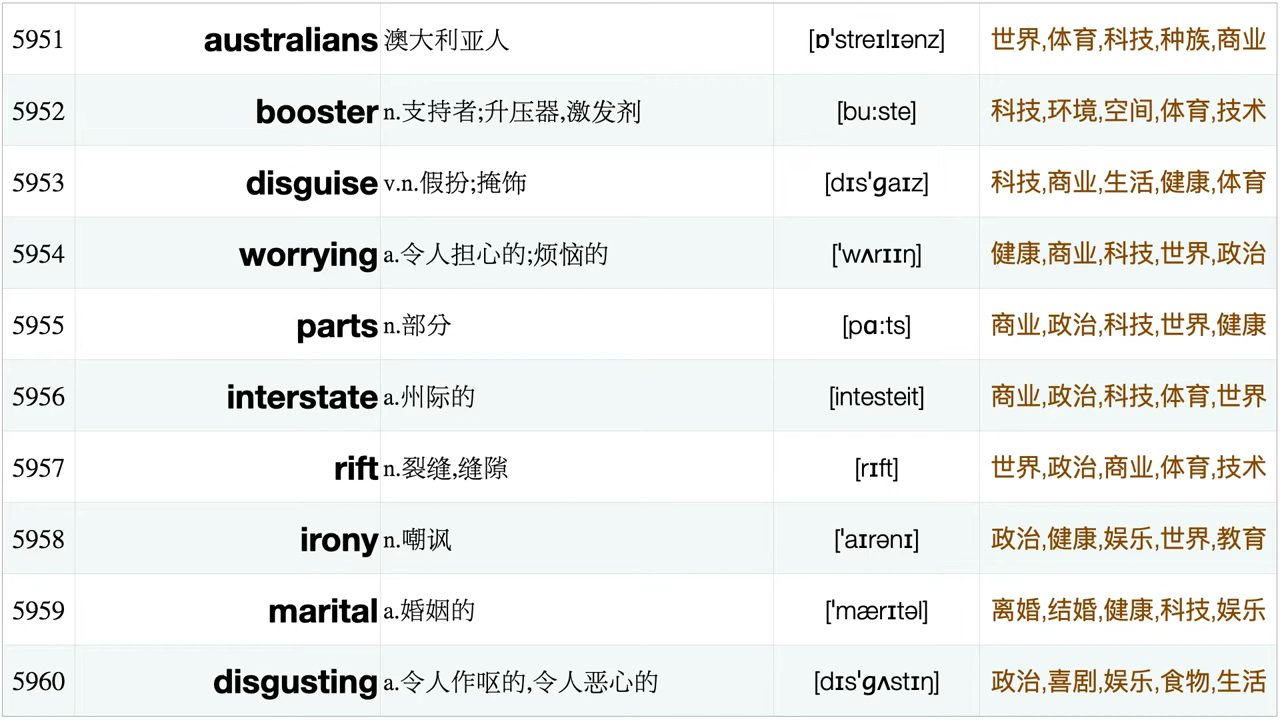 5951 australians 澳大利亚人 [ɒ'streɪlɪənz] 世界,体育,科技,种族,商业
5952 booster n.支持者;升压器,激发剂 [bu:ste] 科技,环境,空间,体育,技术
5953 disguise v.n.假扮;掩饰 [dɪs'ɡaɪz] 科技,商业,生活,健康,体育
5954 worrying a.令人担心的;烦恼的 ['wʌrɪɪŋ] 健康,商业,科技,世界,政治
5955 parts n.部分 [pɑ:ts] 商业,政治,科技,世界,健康
5956 interstate a.州际的 [intesteit] 商业,政治,科技,体育,世界
5957 rift n.裂缝,缝隙 [rɪft] 世界,政治,商业,体育,技术
5958 irony n.嘲讽 ['aɪrənɪ] 政治,健康,娱乐,世界,教育
5959 marital a.婚姻的 ['mærɪtəl] 离婚,结婚,健康,科技,娱乐
5960 disgusting a.令人作呕的,令人恶心的 [dɪs'ɡʌstɪŋ] 政治,喜剧,娱乐,食物,生活